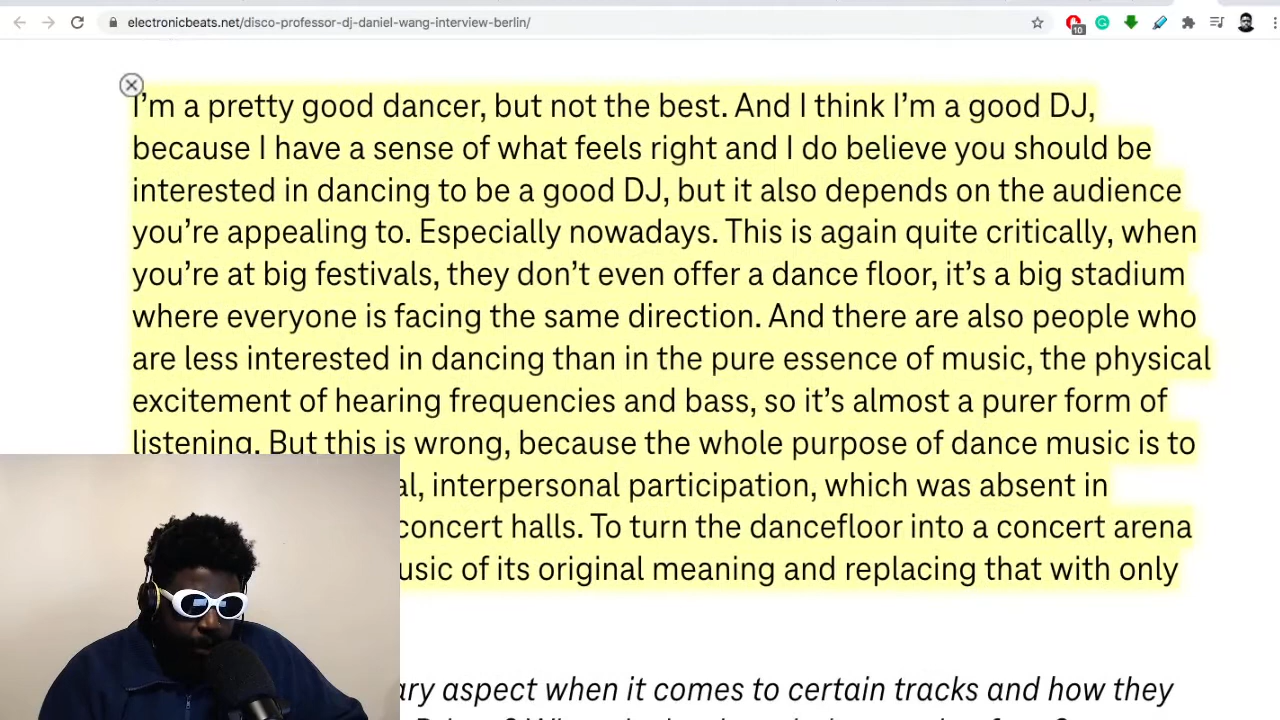 electronicbeats.net/disco-professor-dj-daniel-wang-interview-berlin/
10
I'm a pretty good dancer, but not the best. And I think I'm a good DJ,
because I have a sense of what feels right and I do believe you should be
interested in dancing to be a good DJ, but it also depends on the audience
you're appealing to. Especially nowadays. This is again quite critically, when
you're at big festivals, they don't even offer a dance floor, it's a big stadium
where everyone is facing the same direction. And there are also people who
are less interested in dancing than in the pure essence of music, the physical
excitement of hearing frequencies and bass, so it's almost a purer form of
listening. But this is wrong, because the whole purpose of dance music is to
interpersonal participation, which was absent in
concert halls. To turn the dancefloor into a concert arena
of its original meaning and replacing that with only
aspect when it comes to certain tracks and how they